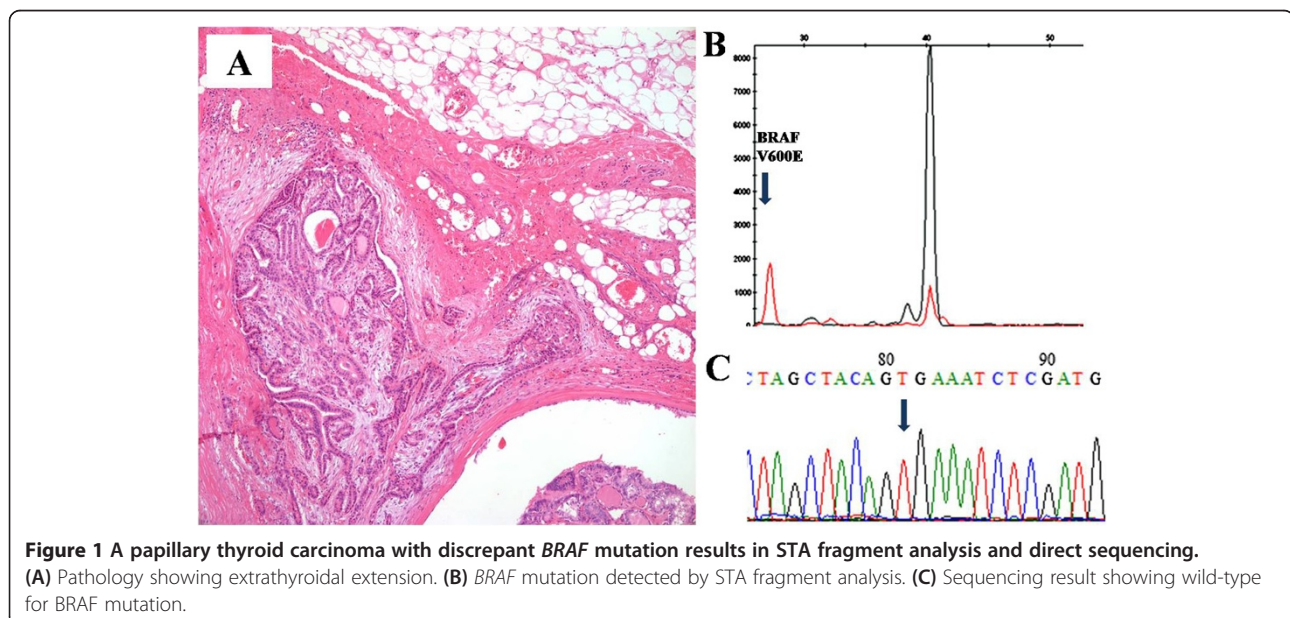 A
B
30 40 50
8000
7000
6000
5000
4000
3000
2000
1000
0
BRAF
V600E
C
80 90
TAGCTACAGTGAAATCTCGATG
Figure 1 A papillary thyroid carcinoma with discrepant BRAF mutation results in STA fragment analysis and direct sequencing.
(A) Pathology showing extrathyroidal extension. (B) BRAF mutation detected by STA fragment analysis. (C) Sequencing result showing wild-type
for BRAF mutation.